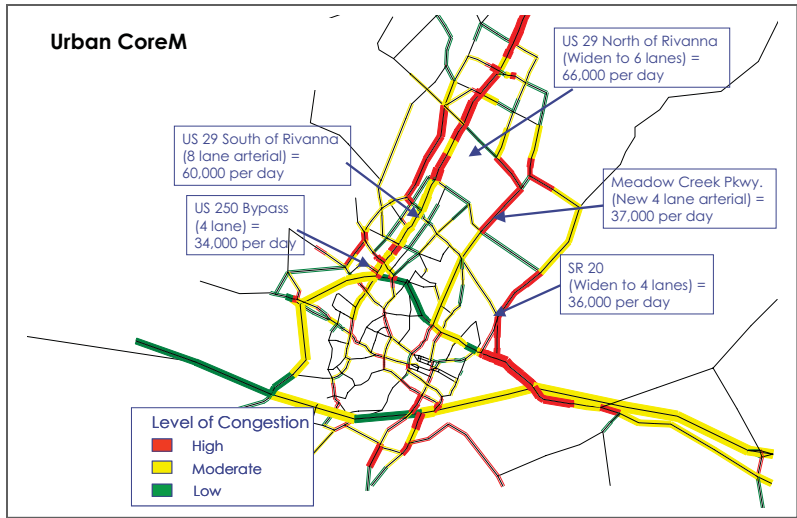 Urban CoreM
US 29 North of Rivanna
(Widen to 6 lanes) =
66,000 per day
US 29 South of Rivanna
(8 lane arterial) =
60,000 per day
Meadow Creek Pkwy.
(New 4 lane arterial) =
37,000 per day
US 250 Bypass
(4 lane) =
34,000 per day
SR 20
(Widen to 4 lanes) =
36,000 per day
Level of Congestion
High
Moderate
Low